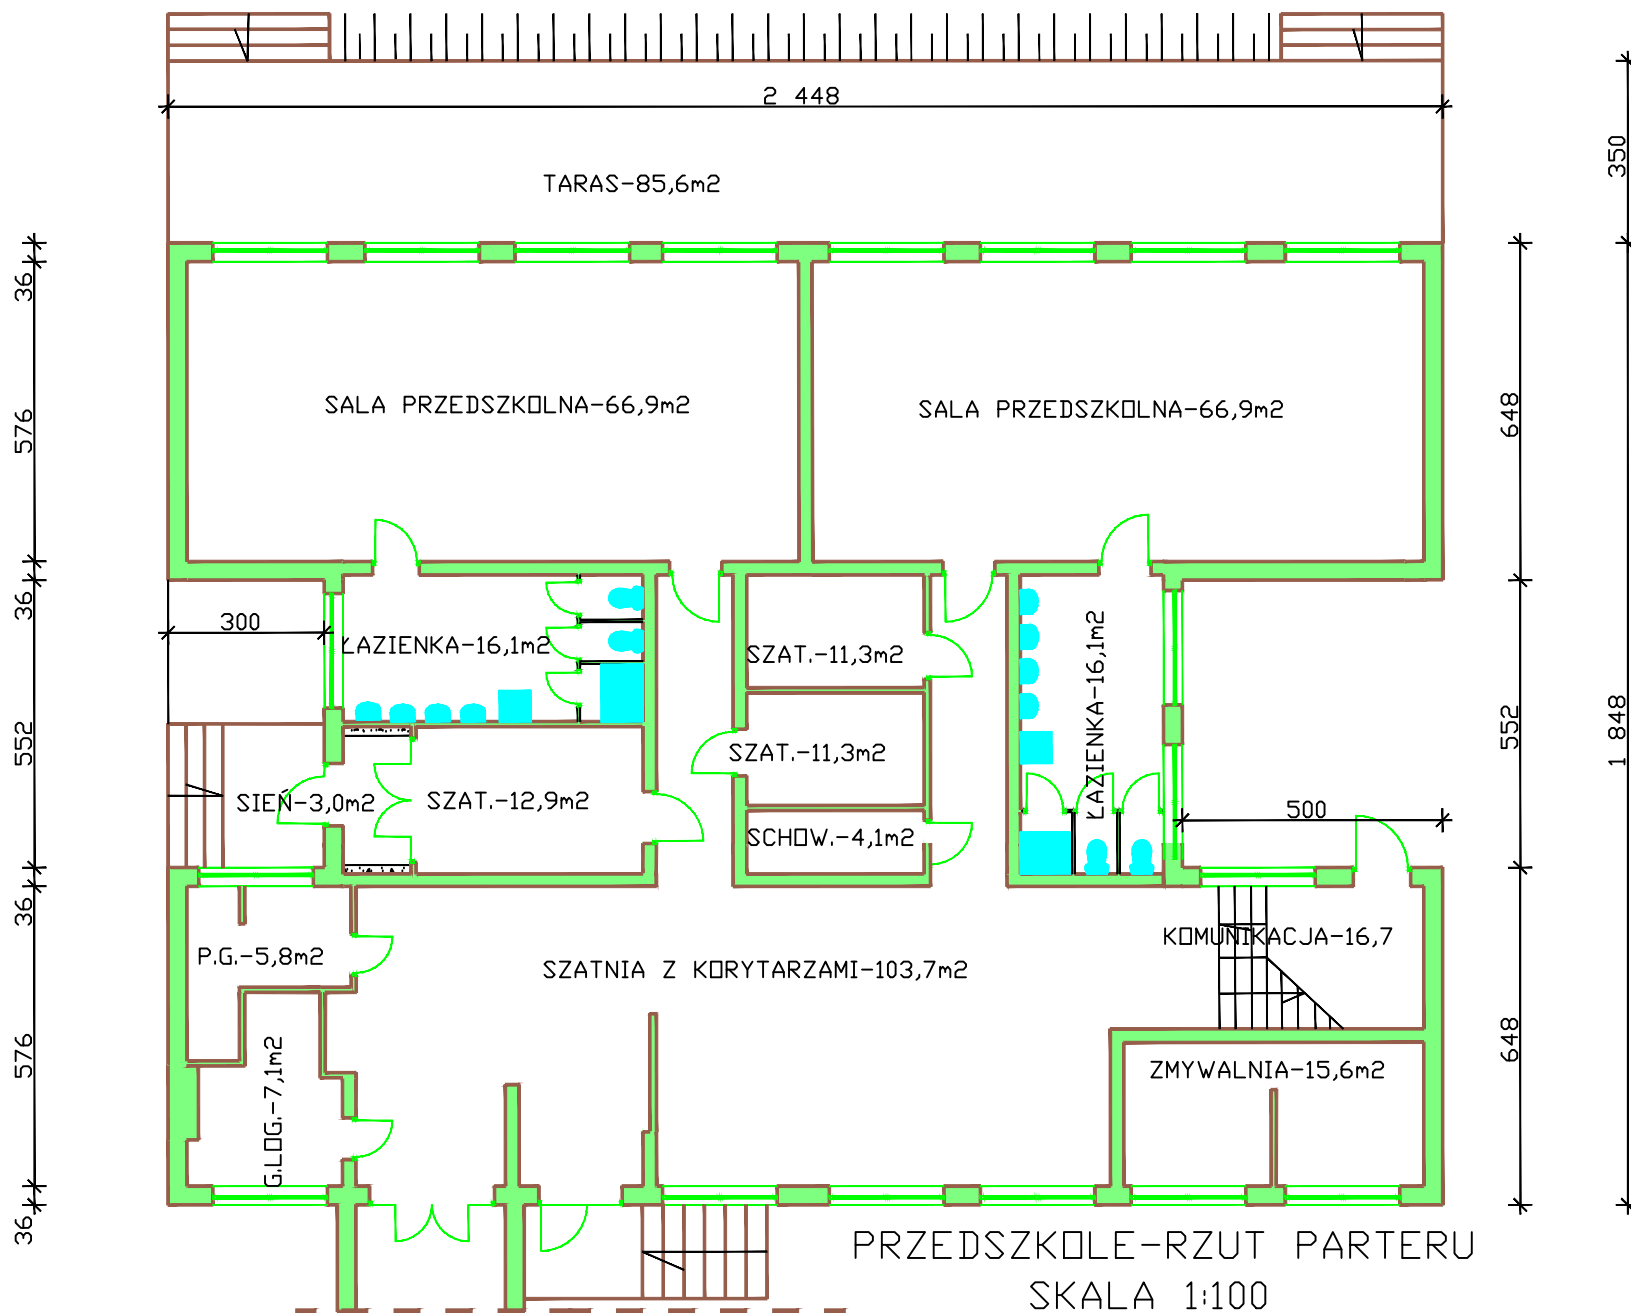 2 448
350
TARAS-85,6m2
36
576
648
SALA PRZEDSZKOLNA-66,9m2
SALA PRZEDSZKOLNA-66,9m2
36
300
ŁAZIENKA-16,1m2
SZAT.-11,3m2
ŁAZIENKA-16,1m2
552
552
1 848
SZAT.-11,3m2
SIEŃ-3,0m2
SZAT.-12,9m2
500
SCHOW.-4,1m2
36
P.G.-5,8m2
SZATNIA Z KORYTARZAMI-103,7m2
KOMUNIKACJA-16,7
576
648
G.LOG.-7,1m2
ZMYWALNIA-15,6m2
36
PRZEDSZKOLE-RZUT PARTERU
SKALA 1:100